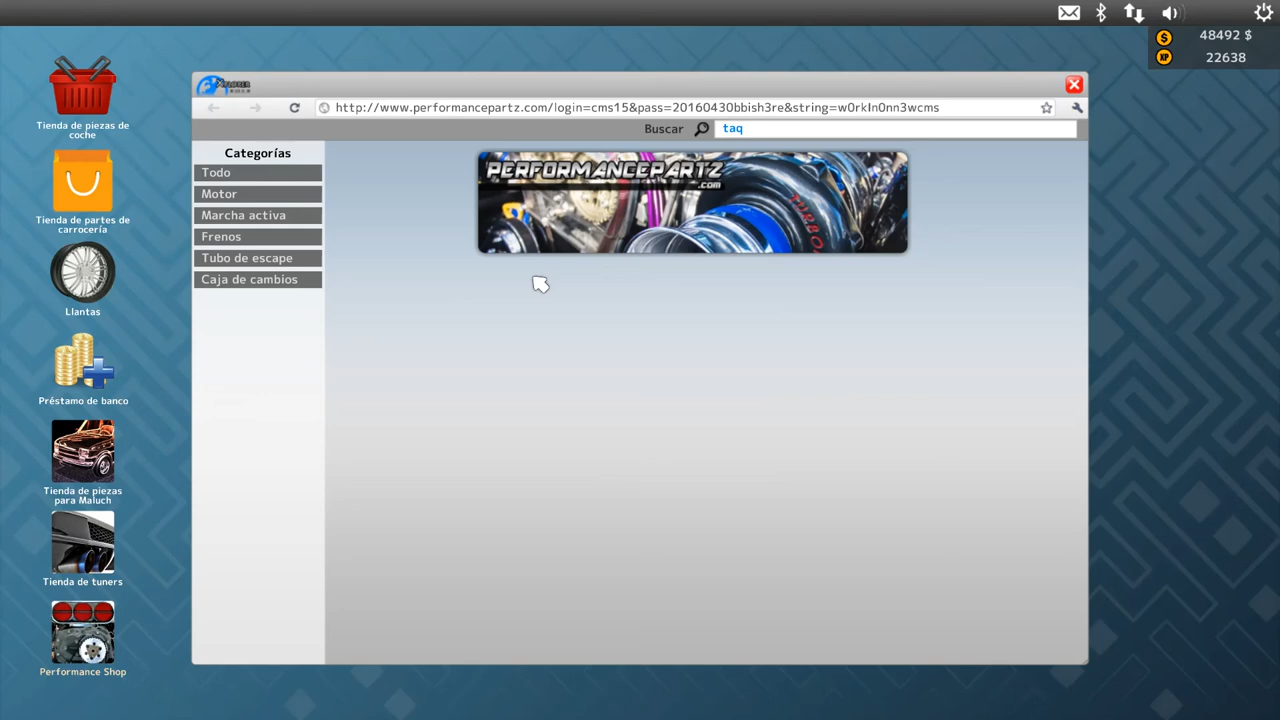 48492 $
22638
Tienda de piezas de
coche
Tienda de partes de
carrocería
Llantas
Préstamo de banco
Tienda de piezas
para Maluch
Tienda de tuners
Performance Shop
http://www.performancepartz.com/login=cms15&pass=20160430bbish3re&string=w0rkIn0nn3wcms
Buscar
taq
Categorías
Todo
Motor
Marcha activa
Frenos
Tubo de escape
Caja de cambios
PERFORMANCEPARTZ
.com
TURBO